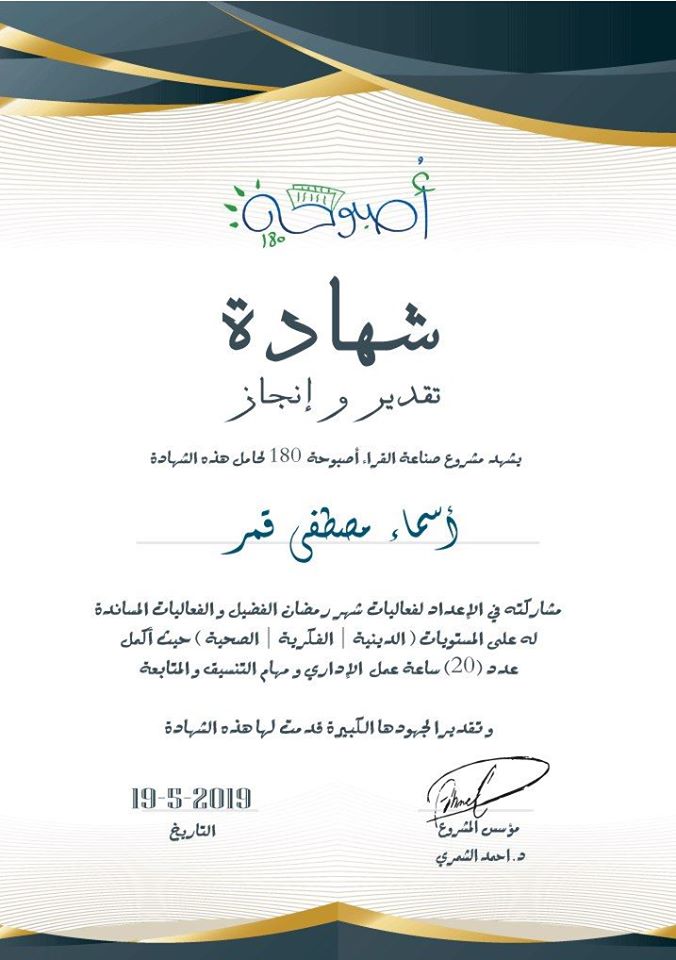 أُصبوحة
180
شهادة
تقدير و إنجاز
يشهد مشروع صناعة القراء أصبوحة 180 لحامل هذه الشهادة
أسماء مصطفى قمر
مشاركته في الإعداد لفعاليات شهر رمضان الفضيل و الفعاليات المساندة
له على المستويات ( الدينية | الفكرية | الصحية ) حيث أكمل
عدد (20) ساعة عمل الإداري و مهام التنسيق و المتابعة
و تقديرا لجهودها الكبيرة قدمت لها هذه الشهادة
19-5-2019
التاريخ
مؤسس المشروع
د. احمد الشمري